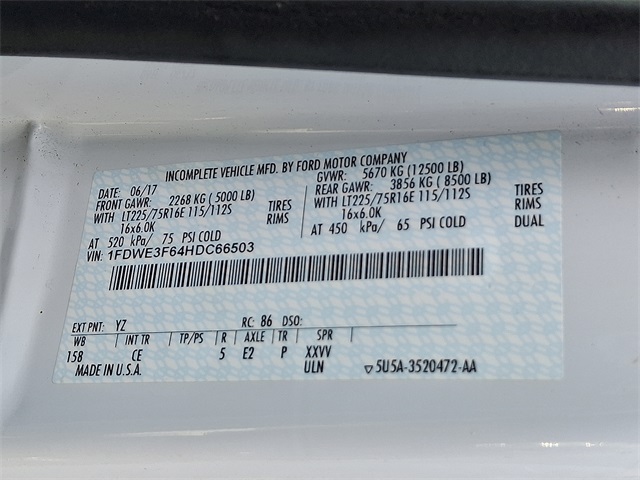 INCOMPLETE VEHICLE MFD. BY FORD MOTOR COMPANY
DATE: 06/17 GVWR: 5670 KG (12500 LB)
FRONT GAWR: 2268 KG ( 5000 LB) REAR GAWR: 3856 KG ( 8500 LB)
WITH LT225/75R16E 115/112S TIRES WITH LT225/75R16E 115/112S TIRES
16x6.0K RIMS 16x6.0K RIMS
AT 520 kPa/ 75 PSI COLD AT 450 kPa/ 65 PSI COLD DUAL
VIN: 1FDWE3F64HDC66503
EXT PNT: YZ RC: 86 DSO:
WB | INT TR | TP/PS | R | AXLE | TR | SPR |
158 CE 5 E2 P XXVV
MADE IN U.S.A. ULN ▽5U5A-3520472-AA